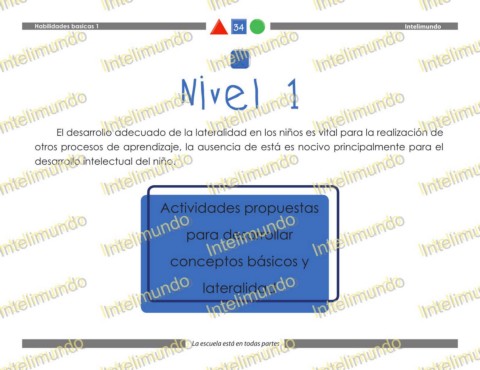 Habilidades basicas 1
34
Intelimundo
Nivel 1
El desarrollo adecuado de la lateralidad en los niños es vital para la realización de
otros procesos de aprendizaje, la ausencia de está es nocivo principalmente para el
desarrollo intelectual del niño.
Actividades propuestas
para desarrollar
conceptos básicos y
lateralidad
La escuela está en todas partes